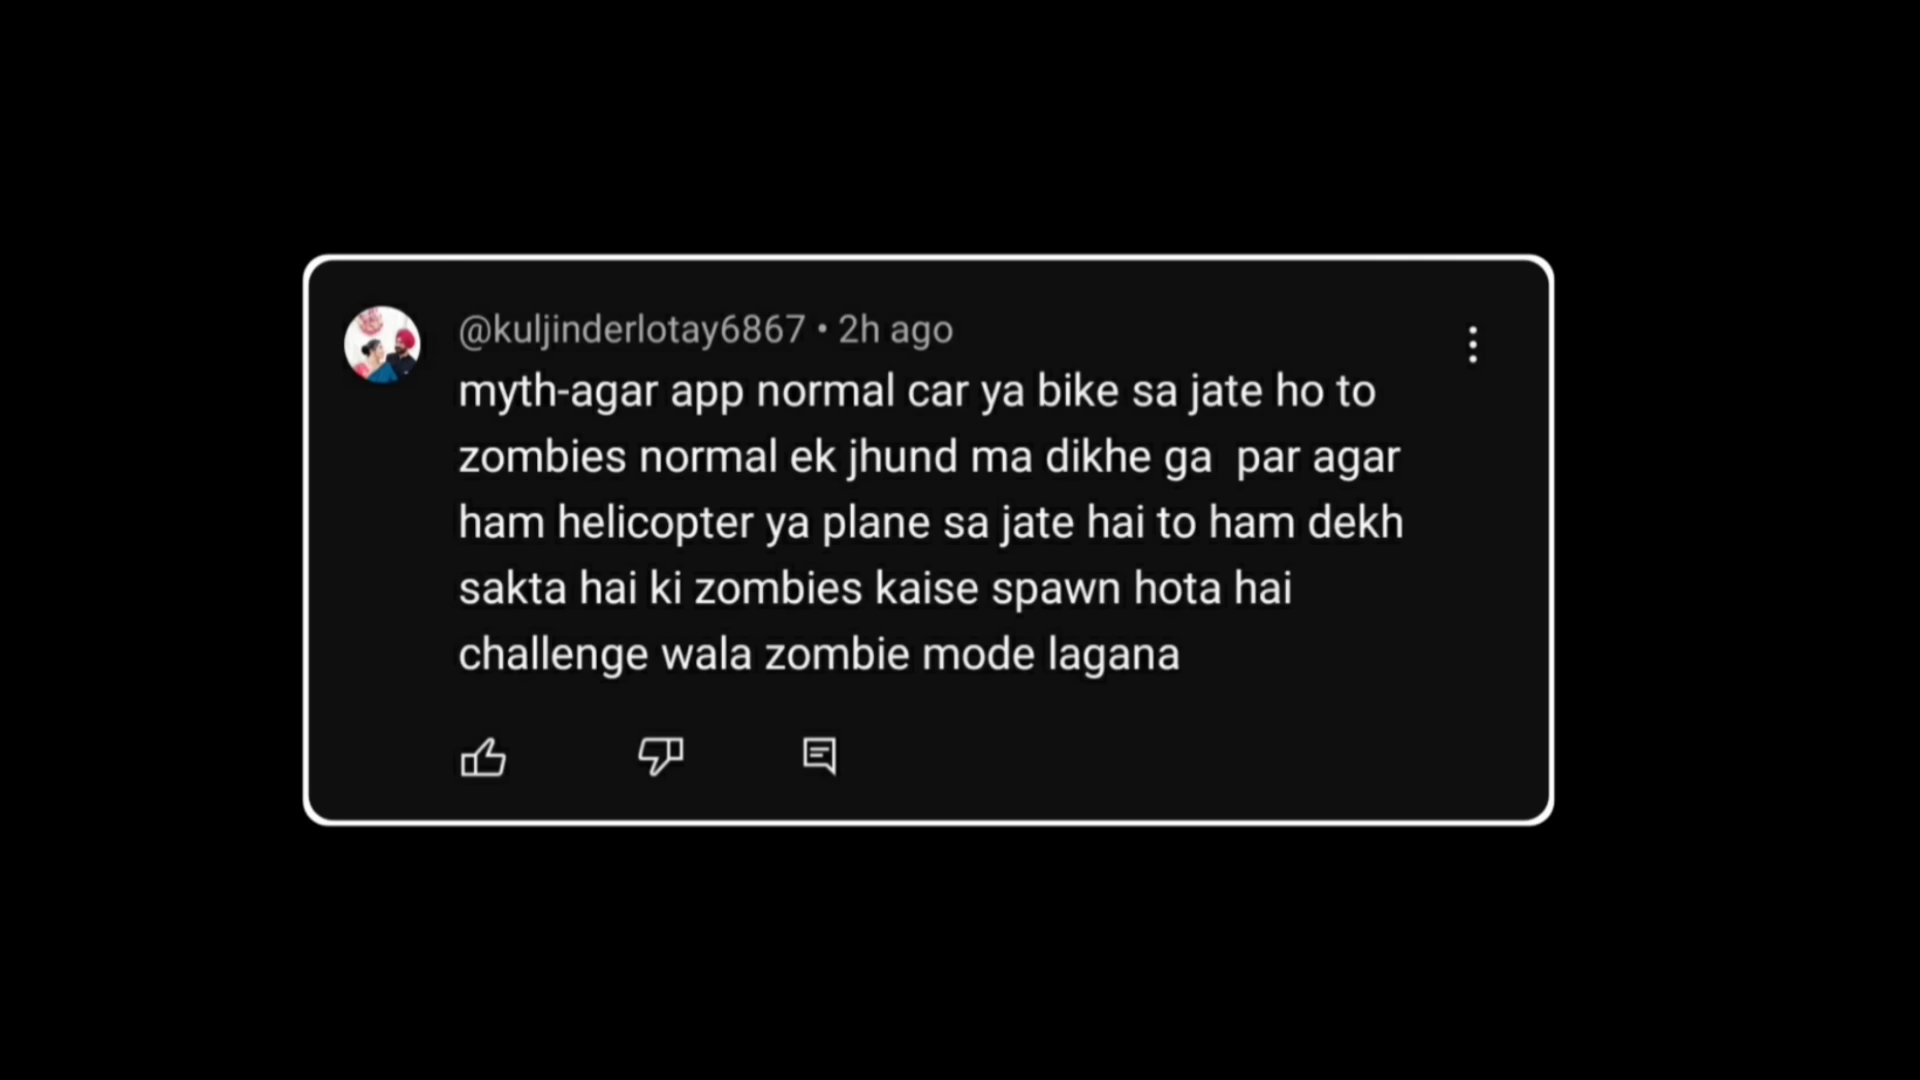 @kuljinderlotay6867 • 2h ago
myth-agar app normal car ya bike sa jate ho to
zombies normal ek jhund ma dikhe ga  par agar
ham helicopter ya plane sa jate hai to ham dekh
sakta hai ki zombies kaise spawn hota hai
challenge wala zombie mode lagana